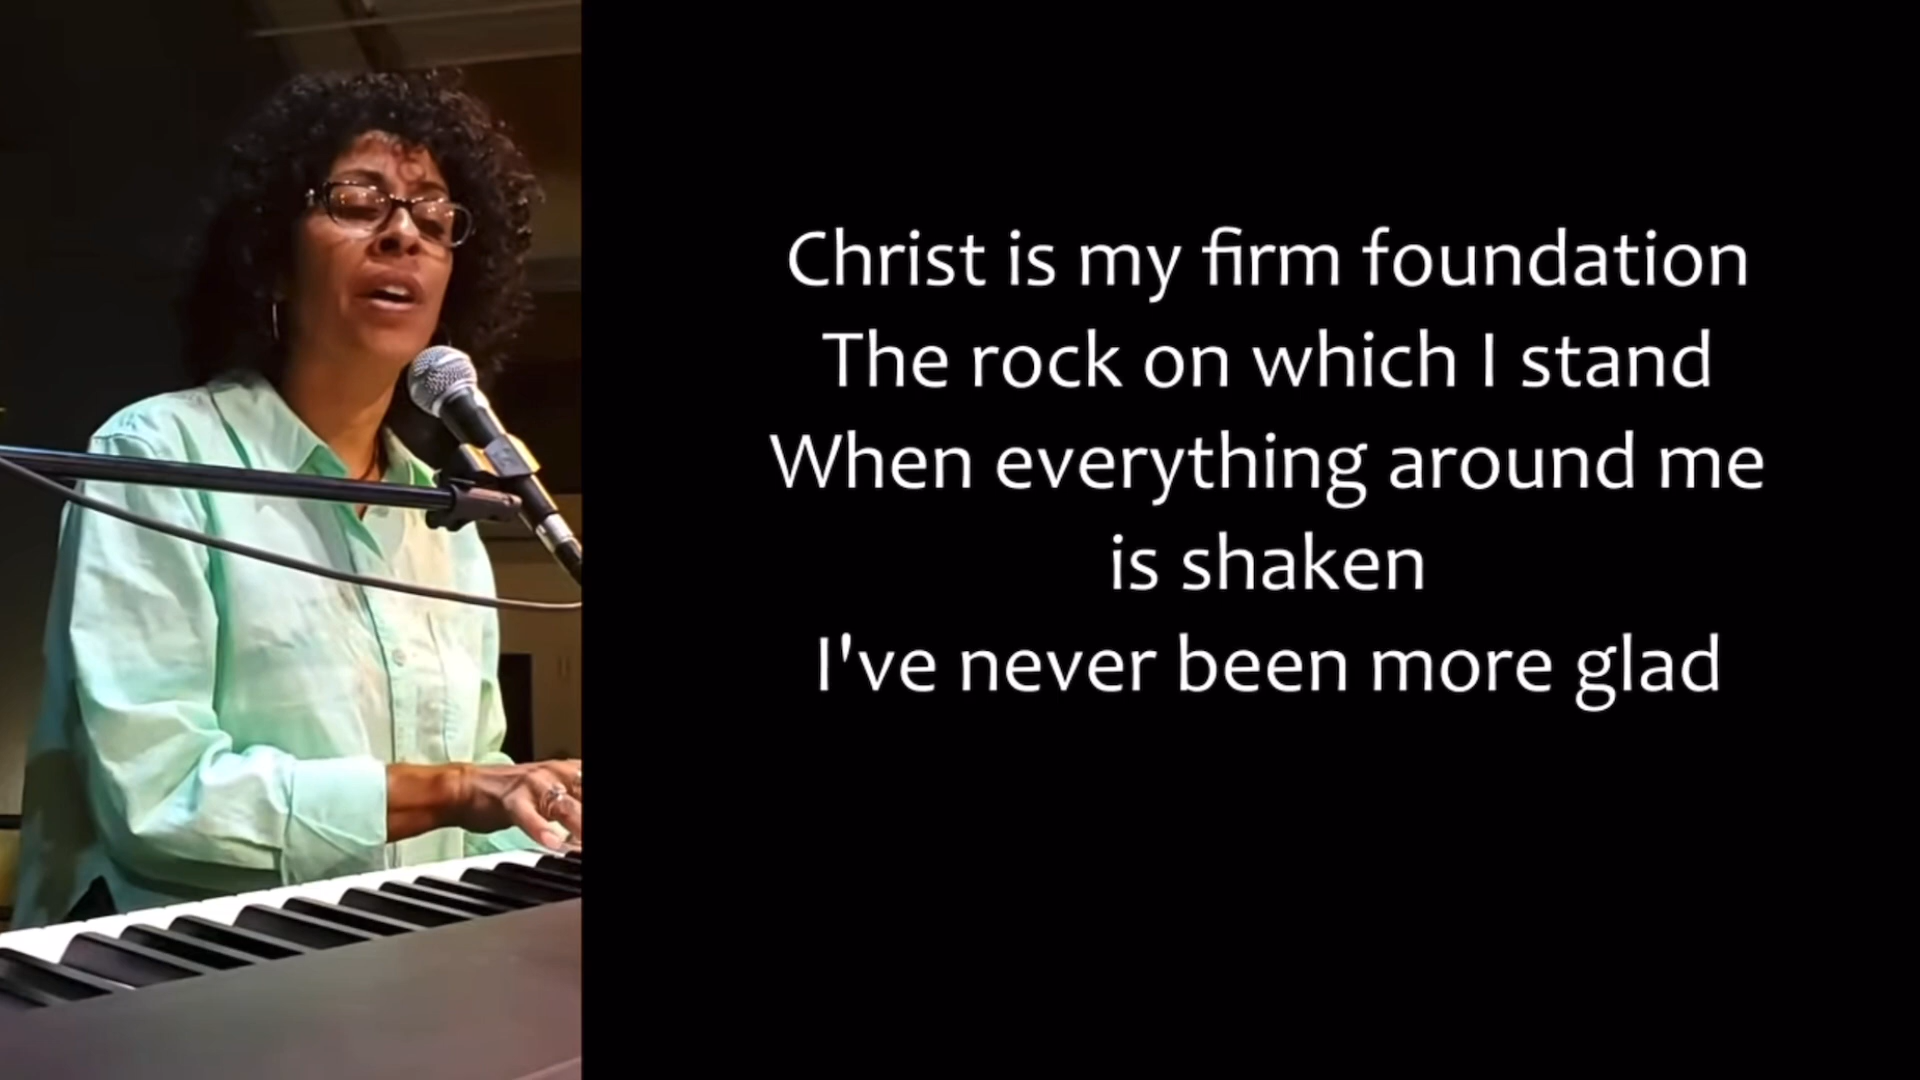 Christ is my firm foundation
The rock on which I stand
When everything around me
is shaken
I've never been more glad